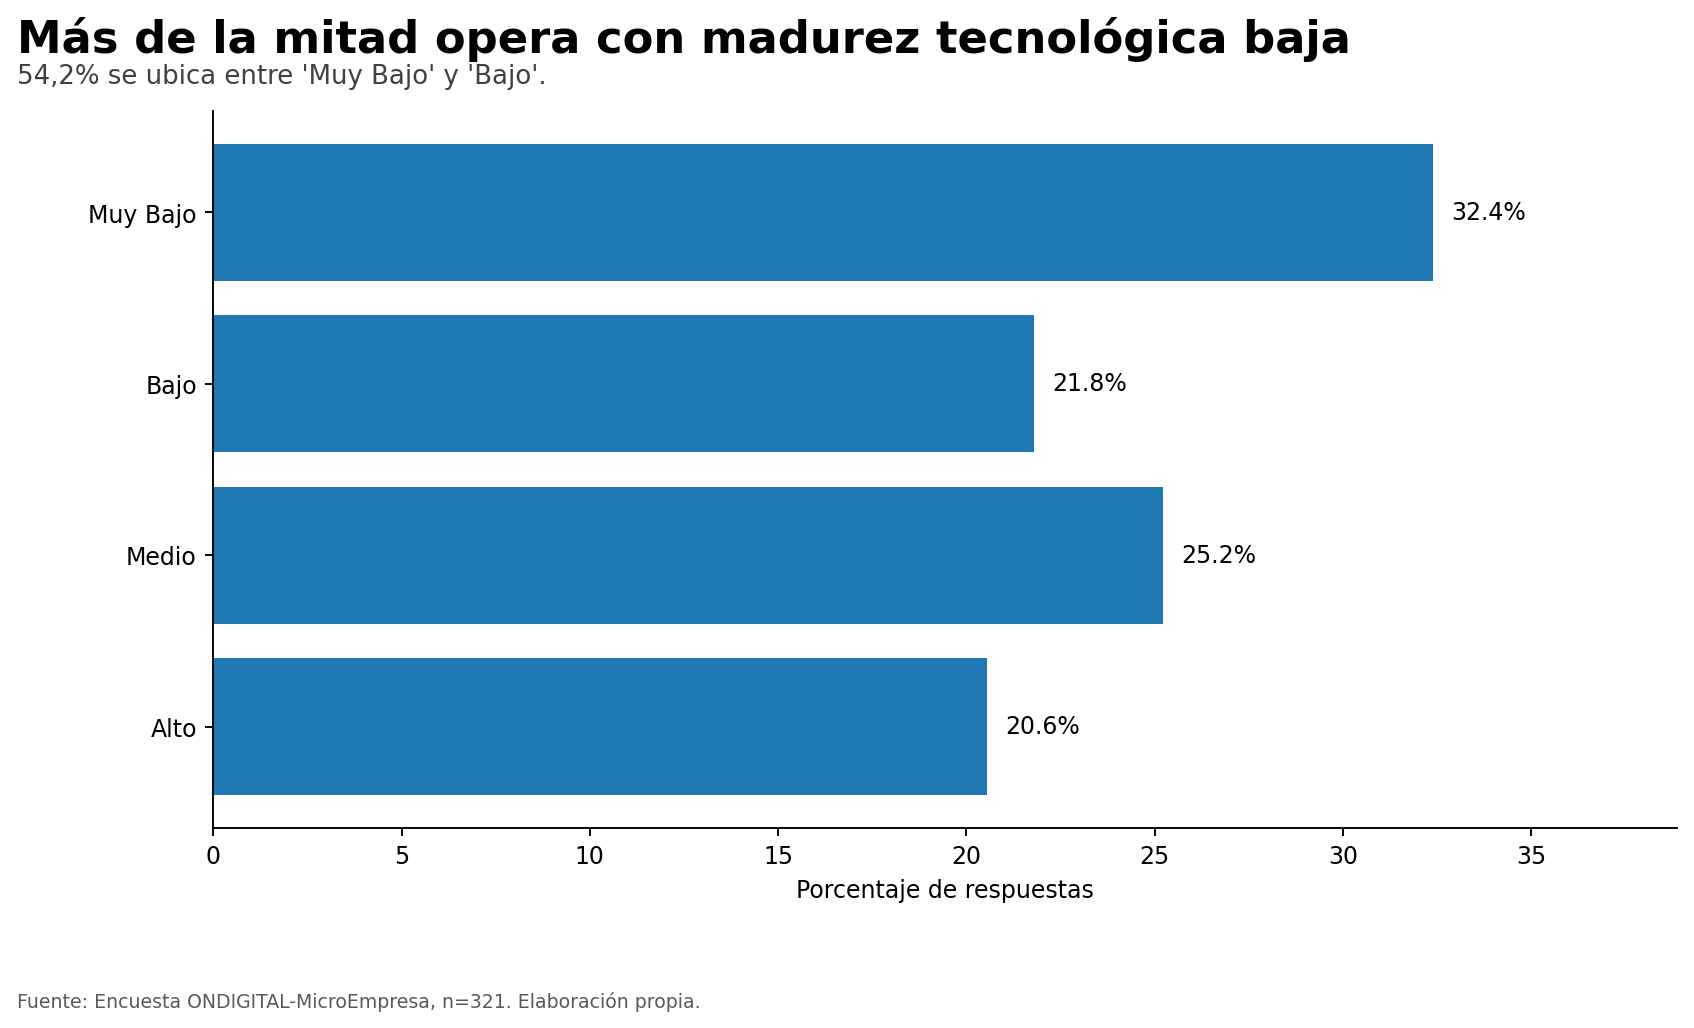 Más de la mitad opera con madurez tecnológica baja
54,2% se ubica entre 'Muy Bajo' y 'Bajo'.
Muy Bajo
32.4%
Bajo
21.8%
Medio
25.2%
Alto
20.6%
0 5 10 15 20 25 30 35
Porcentaje de respuestas
Fuente: Encuesta ONDIGITAL-MicroEmpresa, n=321. Elaboración propia.